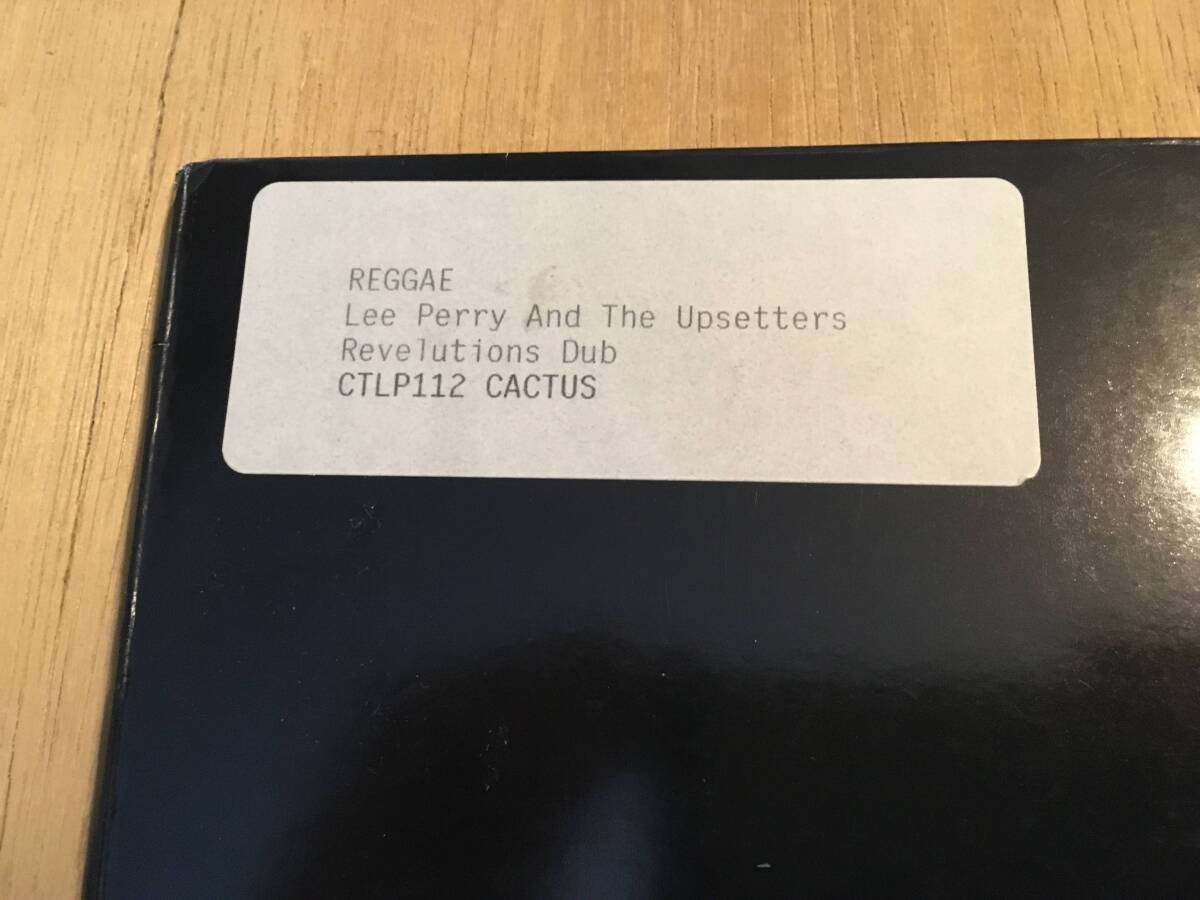 REGGAE
Lee Perry And The Upsetters
Revelutions Dub
CTLP112 CACTUS